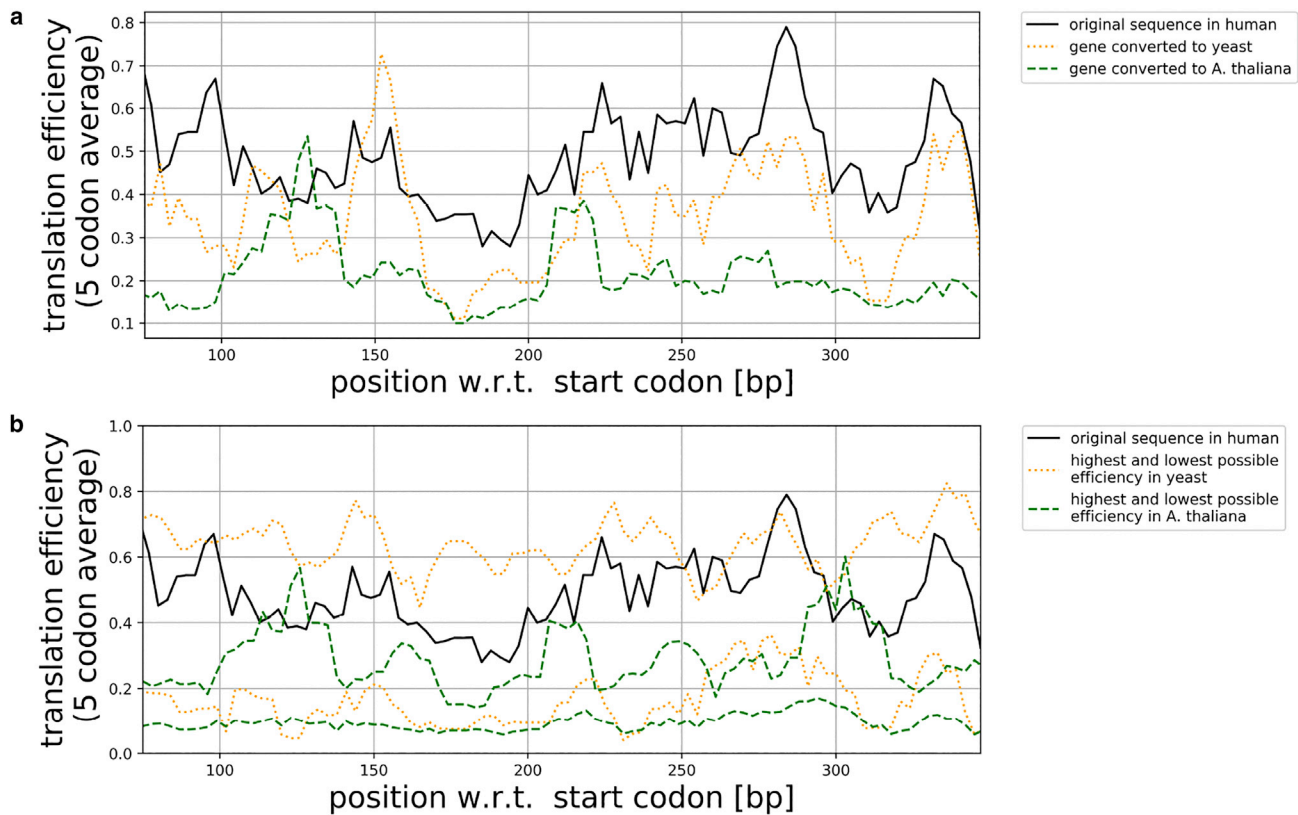 a
translation efficiency
(5 codon average)
0.8
0.7
0.6
0.5
0.4
0.3
0.2
0.1
100
150
200
250
300
position w.r.t. start codon [bp]
original sequence in human
gene converted to yeast
gene converted to A. thaliana
b
translation efficiency
(5 codon average)
1.0
0.8
0.6
0.4
0.2
0.0
100
150
200
250
300
position w.r.t. start codon [bp]
original sequence in human
highest and lowest possible
efficiency in yeast
highest and lowest possible
efficiency in A. thaliana